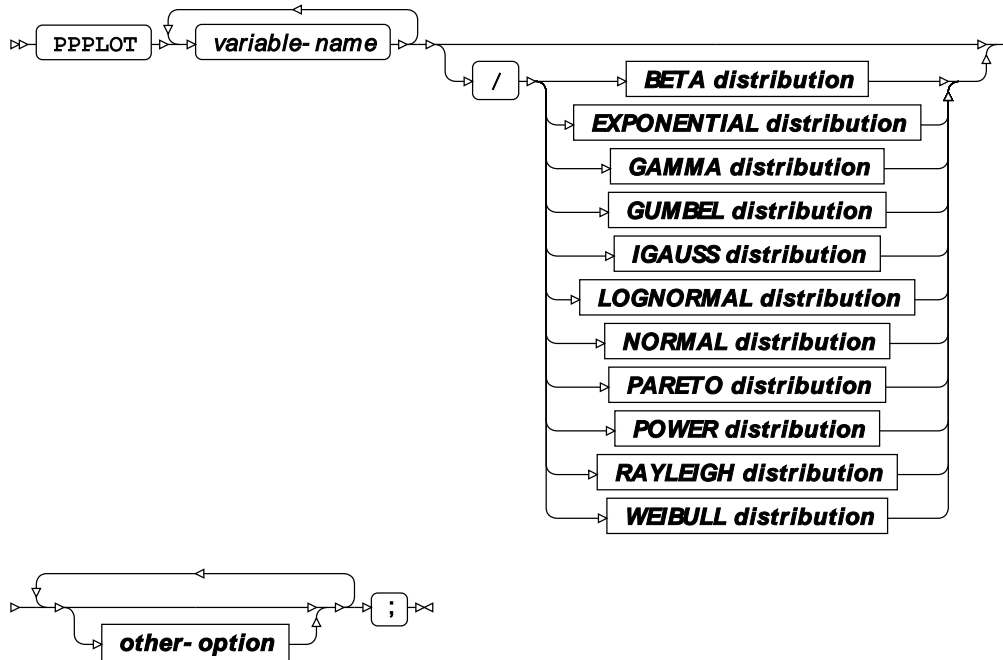 PPPLOT variable-name
/ BETA distribution
EXPONENTIAL distribution
GAMMA distribution
GUMBEL distribution
IGAUSS distribution
LOGNORMAL distribution
NORMAL distribution
PARETO distribution
POWER distribution
RAYLEIGH distribution
WEIBULL distribution
;
other-option